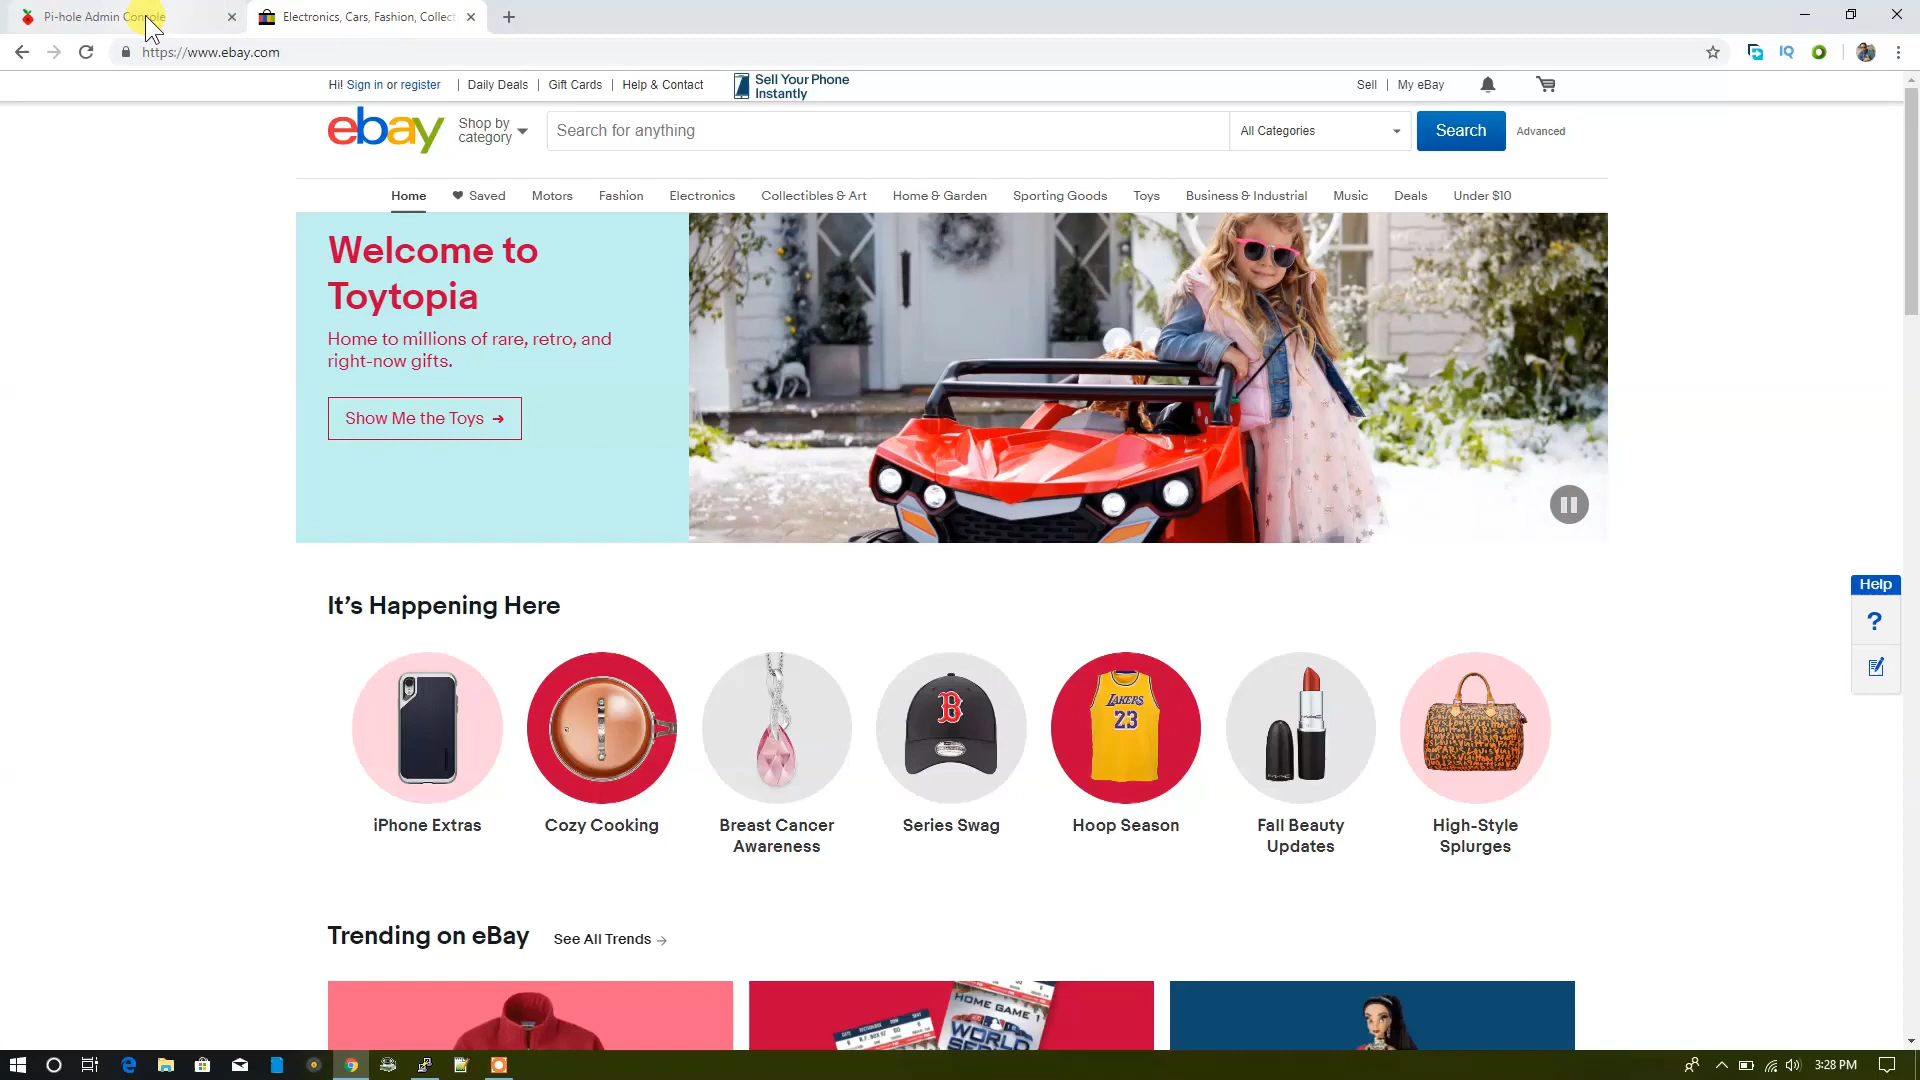 Pi-hole Admin Console
Electronics, Cars, Fashion, Collect
https://www.ebay.com
Hi! Sign in or register
Daily Deals
Gift Cards
Help & Contact
Sell Your Phone
Instantly
Sell
My eBay
ebay
Shop by
category
Search for anything
All Categories
Search
Advanced
Home
Saved
Motors
Fashion
Electronics
Collectibles & Art
Home & Garden
Sporting Goods
Toys
Business & Industrial
Music
Deals
Under $10
Welcome to
Toytopia
Home to millions of rare, retro, and
right-now gifts.
Show Me the Toys →
Help
?
It's Happening Here
B
LAKERS
23
MAC
iPhone Extras
Cozy Cooking
Breast Cancer
Awareness
Series Swag
Hoop Season
Fall Beauty
Updates
High-Style
Splurges
Trending on eBay
See All Trends →
HOME GAME 1
WORLD
SERIES
IQ
3:28 PM